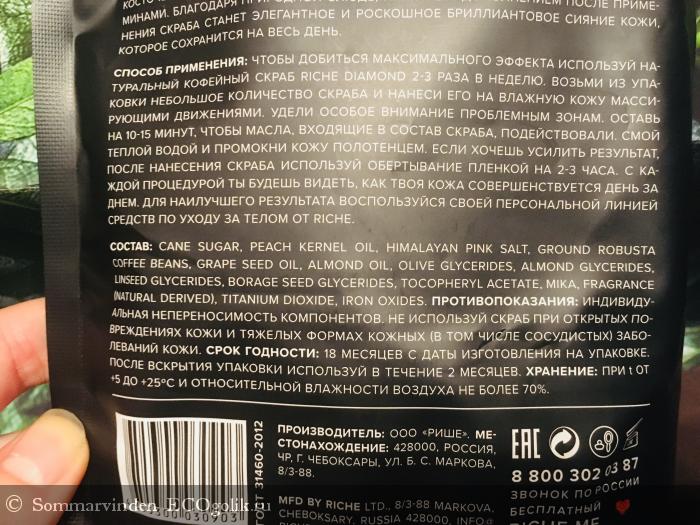 МИНАМИ. БЛАГОДАРЯ
НЕНИЯ СКРАБА СТАНЕТ ЭЛЕГАНТНОЕ И РОСКОШНОЕ БРИЛЛИАНТОВОЕ СИЯНИЕ КОЖИ,
КОТОРОЕ СОХРАНИТСЯ НА ВЕСЬ ДЕНЬ.
СПОСОБ ПРИМЕНЕНИЯ: ЧТОБЫ ДОБИТЬСЯ МАКСИМАЛЬНОГО ЭФФЕКТА ИСПОЛЬЗУЙ НА-
ТУРАЛЬНЫЙ КОФЕЙНЫЙ СКРАБ RICHE DIAMOND 2-3 РАЗА В НЕДЕЛЮ. ВОЗЬМИ ИЗ УПА-
КОВКИ НЕБОЛЬШОЕ КОЛИЧЕСТВО СКРАБА И НАНЕСИ ЕГО НА ВЛАЖНУЮ КОЖУ МАССИ-
РУЮЩИМИ ДВИЖЕНИЯМИ. УДЕЛИ ОСОБОЕ ВНИМАНИЕ ПРОБЛЕМНЫМ ЗОНАМ. ОСТАВЬ
НА 10-15 МИНУТ, ЧТОБЫ МАСЛА, ВХОДЯЩИЕ В СОСТАВ СКРАБА, ПОДЕЙСТВОВАЛИ. СМОЙ
ТЕПЛОЙ ВОДОЙ И ПРОМОКНИ КОЖУ ПОЛОТЕНЦЕМ. ЕСЛИ ХОЧЕШЬ УСИЛИТЬ РЕЗУЛЬТАТ,
ПОСЛЕ НАНЕСЕНИЯ СКРАБА ИСПОЛЬЗУЙ ОБЕРТЫВАНИЕ ПЛЕНКОЙ НА 2-3 ЧАСА. С КА-
ЖДОЙ ПРОЦЕДУРОЙ ТЫ БУДЕШЬ ВИДЕТЬ, КАК ТВОЯ КОЖА СОВЕРШЕНСТВУЕТСЯ ДЕНЬ ЗА
ДНЕМ. ДЛЯ НАИЛУЧШЕГО РЕЗУЛЬТАТА ВОСПОЛЬЗУЙСЯ СВОЕЙ ПЕРСОНАЛЬНОЙ ЛИНИЕЙ
СРЕДСТВ ПО УХОДУ ЗА ТЕЛОМ ОТ RICHE.
СОСТАВ: CANE SUGAR, PEACH KERNEL OIL, HIMALAYAN PINK SALT, GROUND ROBUSTA
COFFEE BEANS, GRAPE SEED OIL, ALMOND OIL, OLIVE GLYCERIDES, ALMOND GLYCERIDES,
LINSEED GLYCERIDES, BORAGE SEED GLYCERIDES, TOCOPHERYL ACETATE, MIKA, FRAGRANCE
(NATURAL DERIVED), TITANIUM DIOXIDE, IRON OXIDES. ПРОТИВОПОКАЗАНИЯ: ИНДИВИДУ-
АЛЬНАЯ НЕПЕРЕНОСИМОСТЬ КОМПОНЕНТОВ. НЕ ИСПОЛЬЗУЙ СКРАБ ПРИ ОТКРЫТЫХ ПО-
ВРЕЖДЕНИЯХ КОЖИ И ТЯЖЕЛЫХ ФОРМАХ КОЖНЫХ (В ТОМ ЧИСЛЕ СОСУДИСТЫХ) ЗАБО-
ЛЕВАНИЙ КОЖИ. СРОК ГОДНОСТИ: 18 МЕСЯЦЕВ С ДАТЫ ИЗГОТОВЛЕНИЯ НА УПАКОВКЕ.
ПОСЛЕ ВСКРЫТИЯ УПАКОВКИ ИСПОЛЬЗУЙ В ТЕЧЕНИЕ 2 МЕСЯЦЕВ. ХРАНЕНИЕ: ПРИ t ОТ
+5 ДО +25°С И ОТНОСИТЕЛЬНОЙ ВЛАЖНОСТИ ВОЗДУХА НЕ БОЛЕЕ 70%.
ГОСТ 31460-2012
ПРОИЗВОДИТЕЛЬ: ООО «РИШЕ». МЕ-
СТОНАХОЖДЕНИЕ: 428000, РОССИЯ,
ЧР, Г. ЧЕБОКСАРЫ, УЛ. Б. С. МАРКОВА,
8/3-88.
MFD BY RICHE LTD., 8/3-88 MARKOVA,
CHEBOKSARY, RUSSIA 428000, INFO@
EAC
8 800 302 03 87
ЗВОНОК ПО РОССИИ
БЕСПЛАТНЫЙ
© Sommarvinden ECOgolik.ru